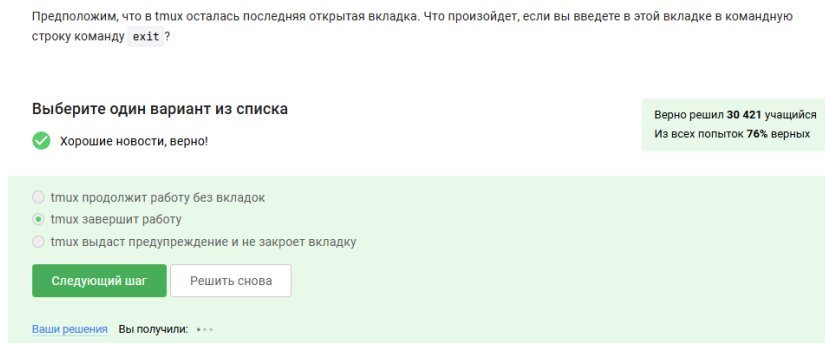 Предположим, что в tmux осталась последняя открытая вкладка. Что произойдет, если вы введете в этой вкладке в командную
строку команду exit ?
Выберите один вариант из списка
Хорошие новости, верно!
Верно решил 30 421 учащийся
Из всех попыток 76% верных
tmux продолжит работу без вкладок
tmux завершит работу
tmux выдаст предупреждение и не закроет вкладку
Следующий шаг
Решить снова
Ваши решения Вы получили: